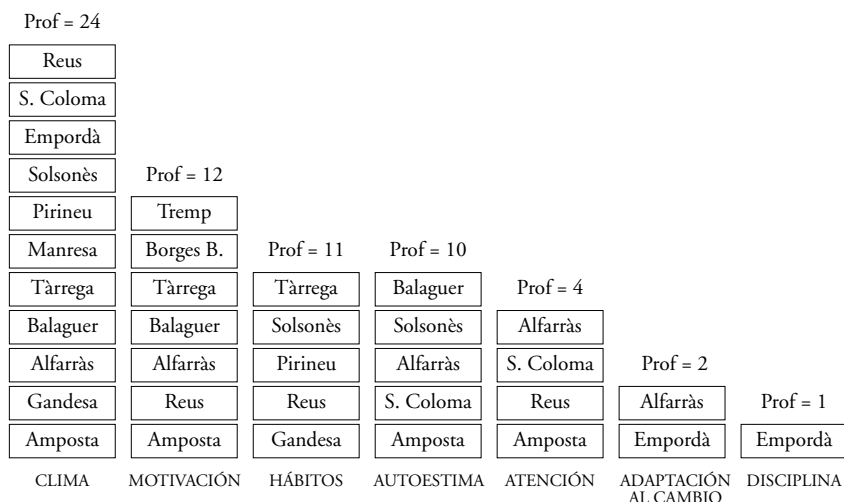 Prof = 24
Reus
S. Coloma
Empordà
Solsonès
Pirineu
Manresa
Tàrrega
Balaguer
Alfarràs
Gandesa
Amposta
CLIMA
Prof = 12
Tremp
Borges B.
Tàrrega
Balaguer
Alfarràs
Reus
Amposta
MOTIVACIÓN
Prof = 11
Tàrrega
Solsonès
Pirineu
Reus
Gandesa
HÁBITOS
Prof = 10
Balaguer
Solsonès
Alfarràs
S. Coloma
Amposta
AUTOESTIMA
Prof = 4
Alfarràs
S. Coloma
Reus
Amposta
ATENCIÓN
Prof = 2
Alfarràs
Empordà
ADAPTACIÓN
AL CAMBIO
Prof = 1
Empordà
DISCIPLINA